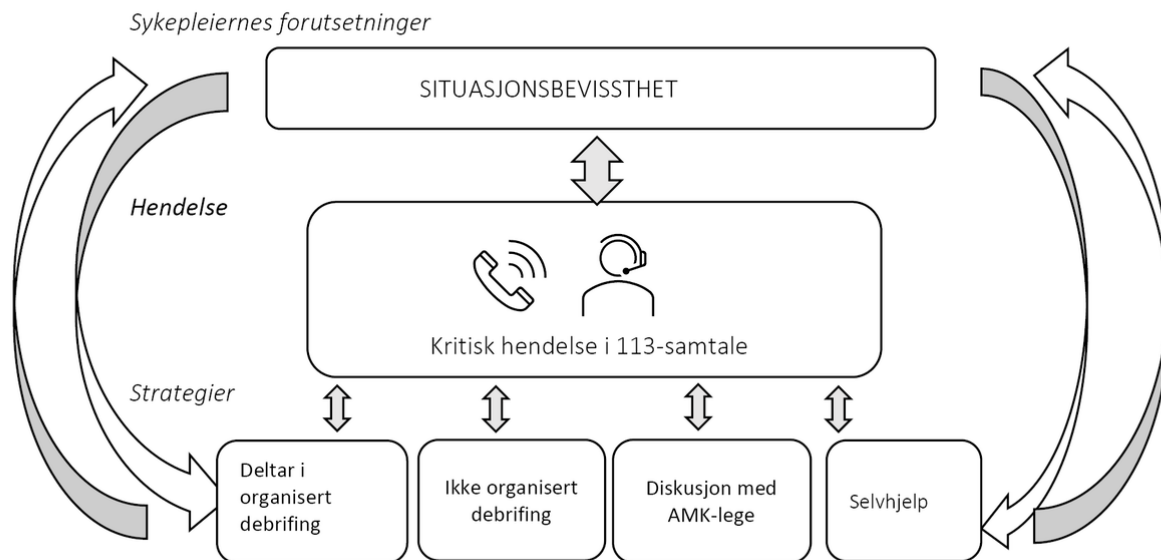 Sykepleiernes forutsetninger
SITUASJONSBEVISSTHET
Hendelse
Kritisk hendelse i 113-samtale
Strategier
Deltar i
organisert
debrifing
Ikke organisert
debrifing
Diskusjon med
AMK-lege
Selvhjelp